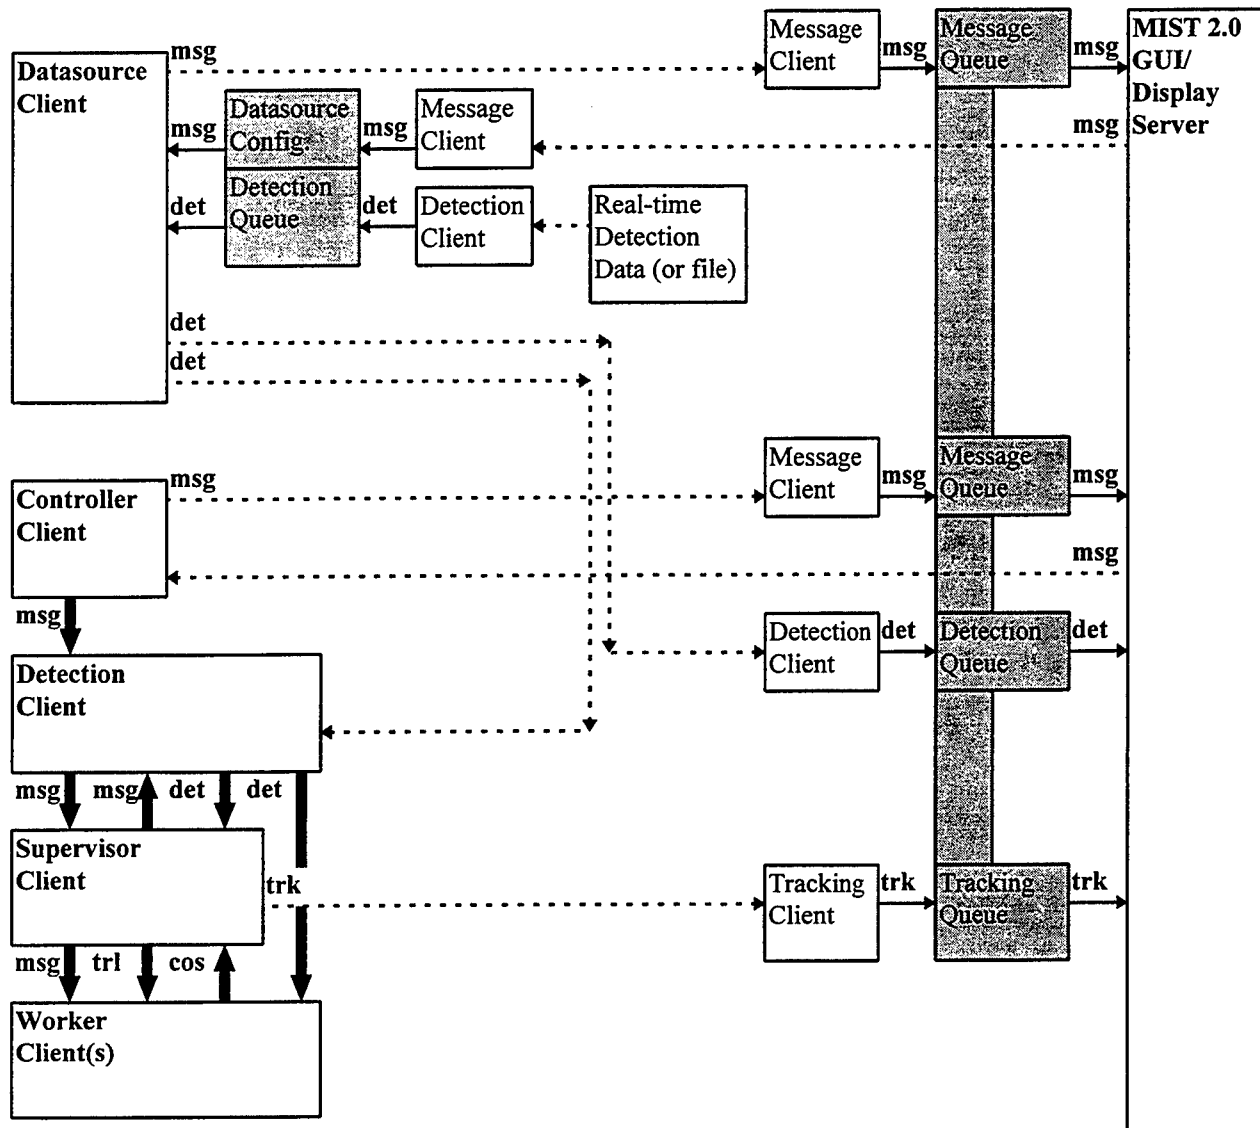 msg
Datasource
Client
Message
Client
msg
Message
Queue
msg
MIST 2.0
GUI/
Display
Server
msg
Datasource
Config
msg
Message
Client
msg
det
Detection
Queue
det
Detection
Client
Real-time
Detection
Data (or file)
det
det
Controller
Client
msg
Message
Client
msg
Message
Queue
msg
msg
msg
Detection
Client
Detection
Client
det
Detection
Queue
det
msg
msg
det
det
Supervisor
Client
trk
Tracking
Client
trk
Tracking
Queue
trk
msg
trl
cos
Worker
Client(s)